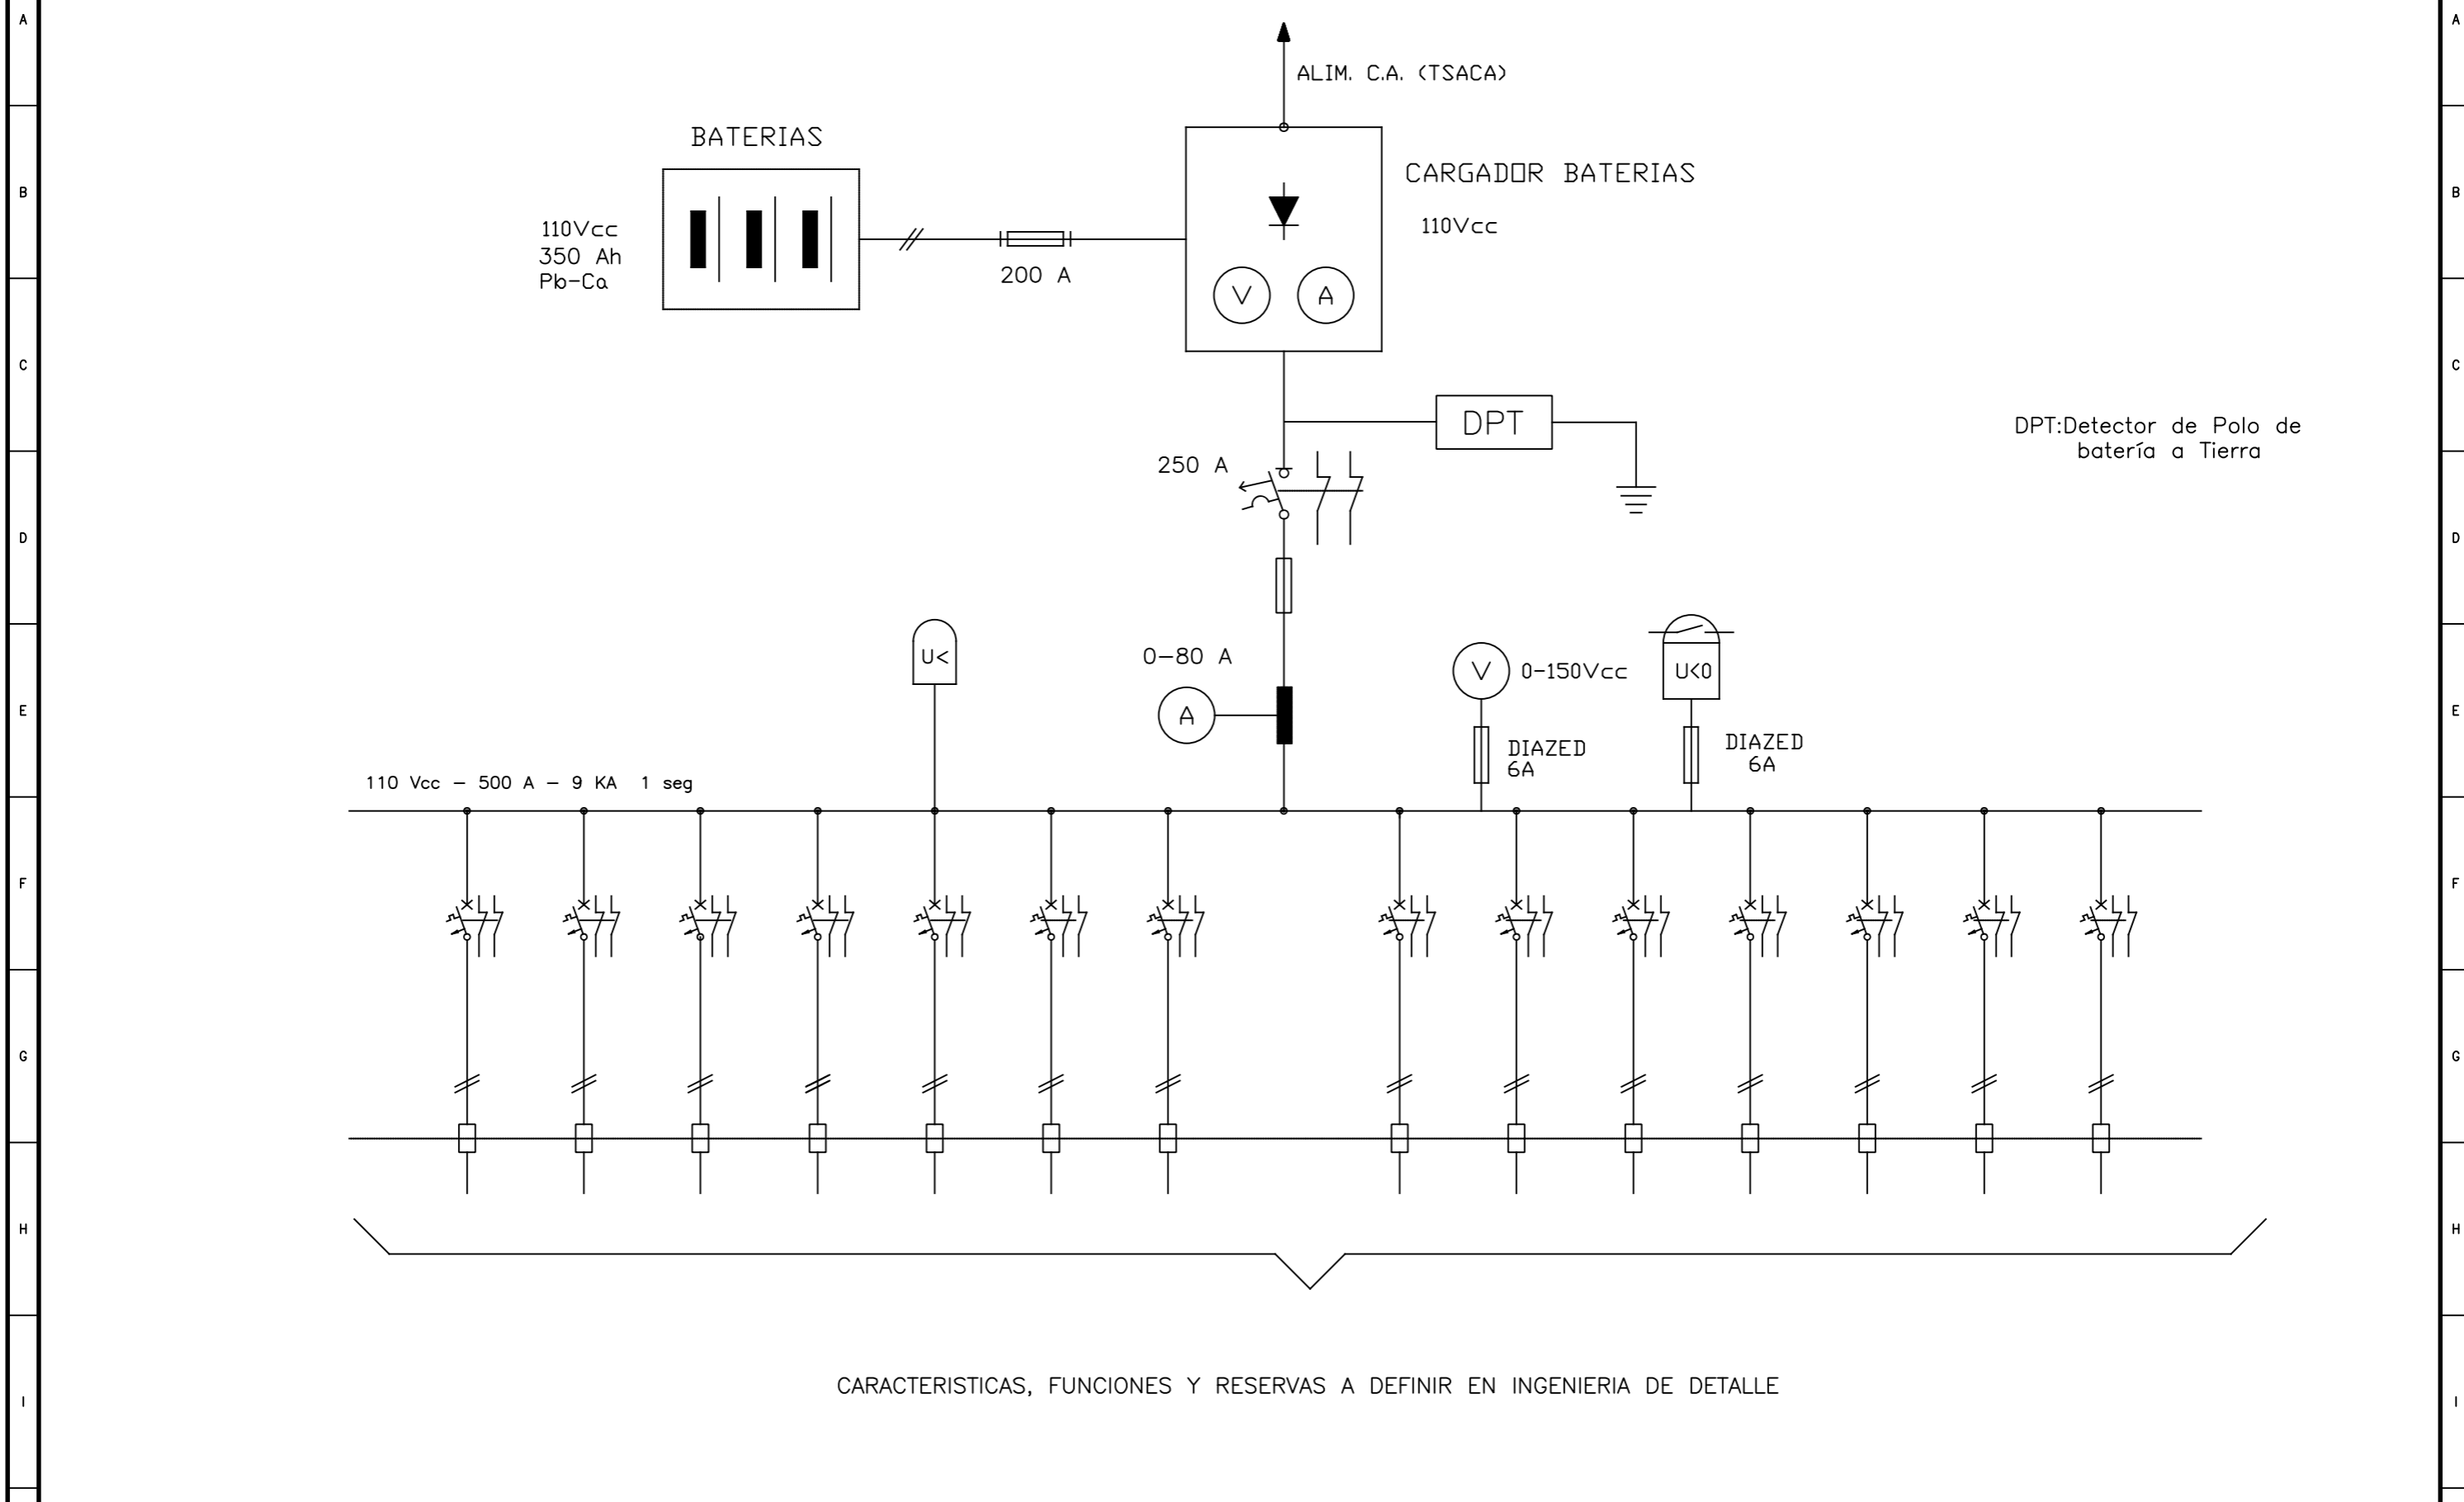 A
A
ALIM. C.A. (TSACA)
BATERIAS
CARGADOR BATERIAS
B
B
110Vcc
110Vcc
350 Ah
200 A
Pb-Ca
V
A
C
C
DPT
DPT:Detector de Polo de
batería a Tierra
250 A
D
D
U<
0-80 A
V
0-150Vcc
U<0
A
E
E
DIAZED
6A
DIAZED
6A
110 Vcc - 500 A - 9 KA 1 seg
F
F
G
G
H
H
CARACTERISTICAS, FUNCIONES Y RESERVAS A DEFINIR EN INGENIERIA DE DETALLE
I
I